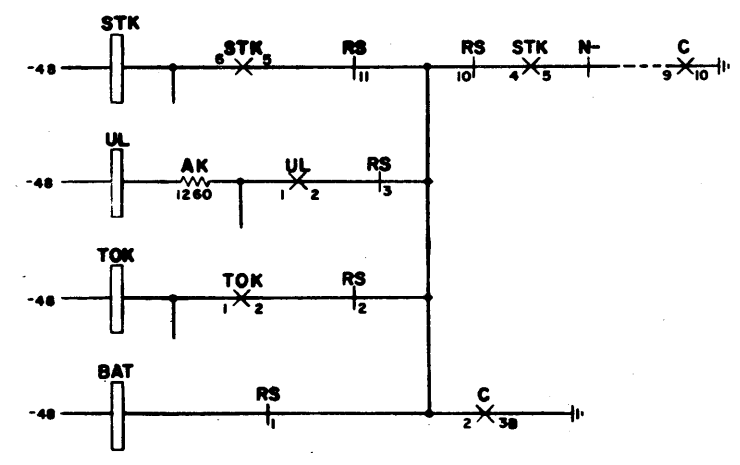 STK
-48 6 STK 5 RS 11 RS 10 STK 4 5 N- C 9 10
UL
-48 AK 1260 UL 1 2 RS 3
TOK
-48 TOK 1 2 RS 2
BAT
-48 RS 1 C 2 3B